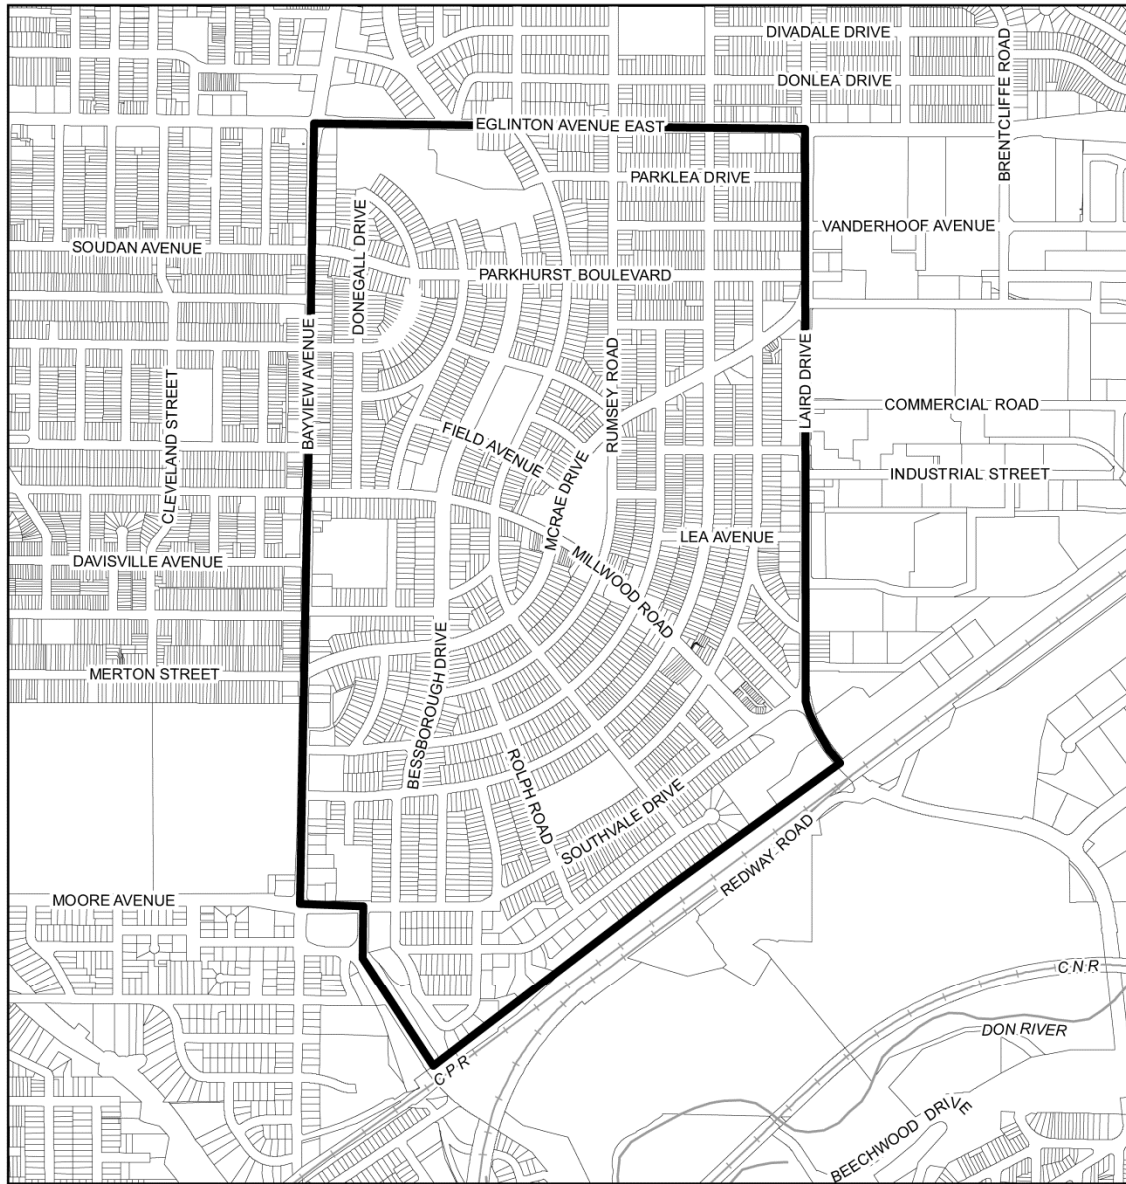 DIVADALE DRIVE
DONLEA DRIVE
BRENTCLIFFE ROAD
EGLINTON AVENUE EAST
PARKLEA DRIVE
VANDERHOOF AVENUE
SOUDAN AVENUE
DONEGALL DRIVE
PARKHURST BOULEVARD
BAYVIEW AVENUE
RUMSEY ROAD
LAIRD DRIVE
CLEVELAND STREET
COMMERCIAL ROAD
FIELD AVENUE
INDUSTRIAL STREET
MCRAE DRIVE
LEA AVENUE
DAVISVILLE AVENUE
MILLWOOD ROAD
MERTON STREET
BESSBOROUGH DRIVE
ROLPH ROAD
SOUTHVALE DRIVE
REDWAY ROAD
MOORE AVENUE
C N R
DON RIVER
C P R
BEECHWOOD DRIVE